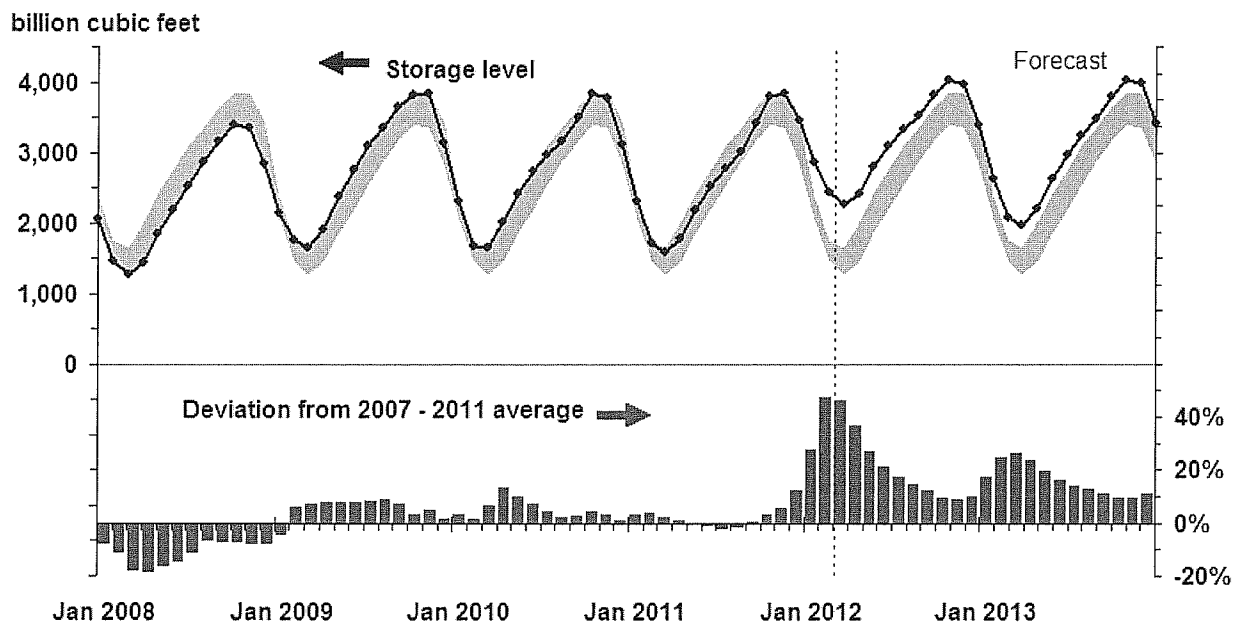 billion cubic feet
Storage level
Forecast
4,000
3,000
2,000
1,000
0
Deviation from 2007 - 2011 average
40%
20%
0%
-20%
Jan 2008
Jan 2009
Jan 2010
Jan 2011
Jan 2012
Jan 2013